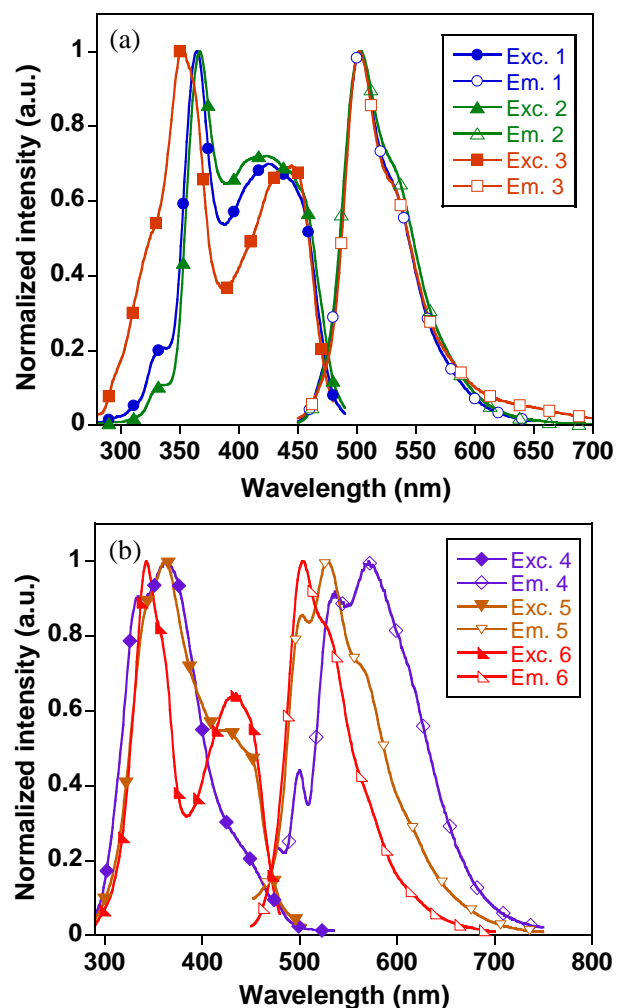 (a)
Exc. 1
Em. 1
Exc. 2
Em. 2
Exc. 3
Em. 3
Normalized intensity (a.u.)
1
0.8
0.6
0.4
0.2
0
300 350 400 450 500 550 600 650 700
Wavelength (nm)
(b)
Exc. 4
Em. 4
Exc. 5
Em. 5
Exc. 6
Em. 6
Normalized intensity (a.u.)
1
0.8
0.6
0.4
0.2
0
300 400 500 600 700 800
Wavelength (nm)